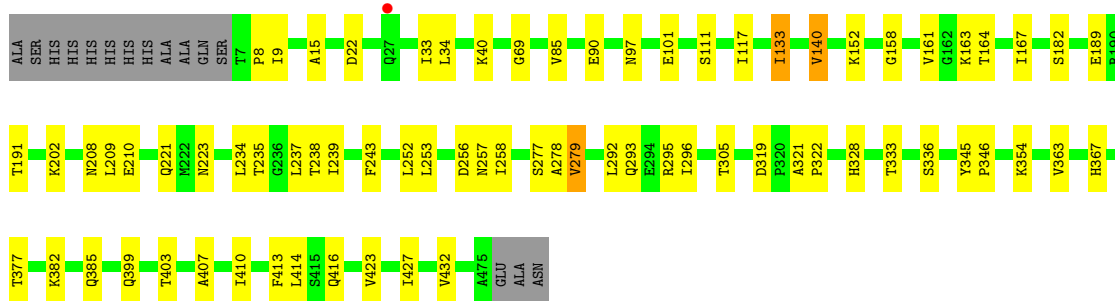 ALA SER HIS HIS HIS HIS HIS HIS ALA ALA GLN SER T7 P8 I9 A15 D22 Q27 I33 L34 K40 G69 V85 E90 N97 E101 S111 I117 I133 V140 K152 G158 V161 G162 K163 T164 I167 S182 E189 R190
T191 K202 N208 L209 E210 Q221 M222 N223 L234 T235 G236 L237 T238 I239 F243 L252 L253 D256 N257 I258 S277 A278 V279 L292 Q293 E294 R295 I296 T305 D319 P320 A321 P322 H328 T333 S336 Y345 P346 K354 V363 H367
T377 K382 Q385 Q399 T403 A407 I410 F413 L414 S415 Q416 V423 I427 V432 A475 GLU ALA ASN